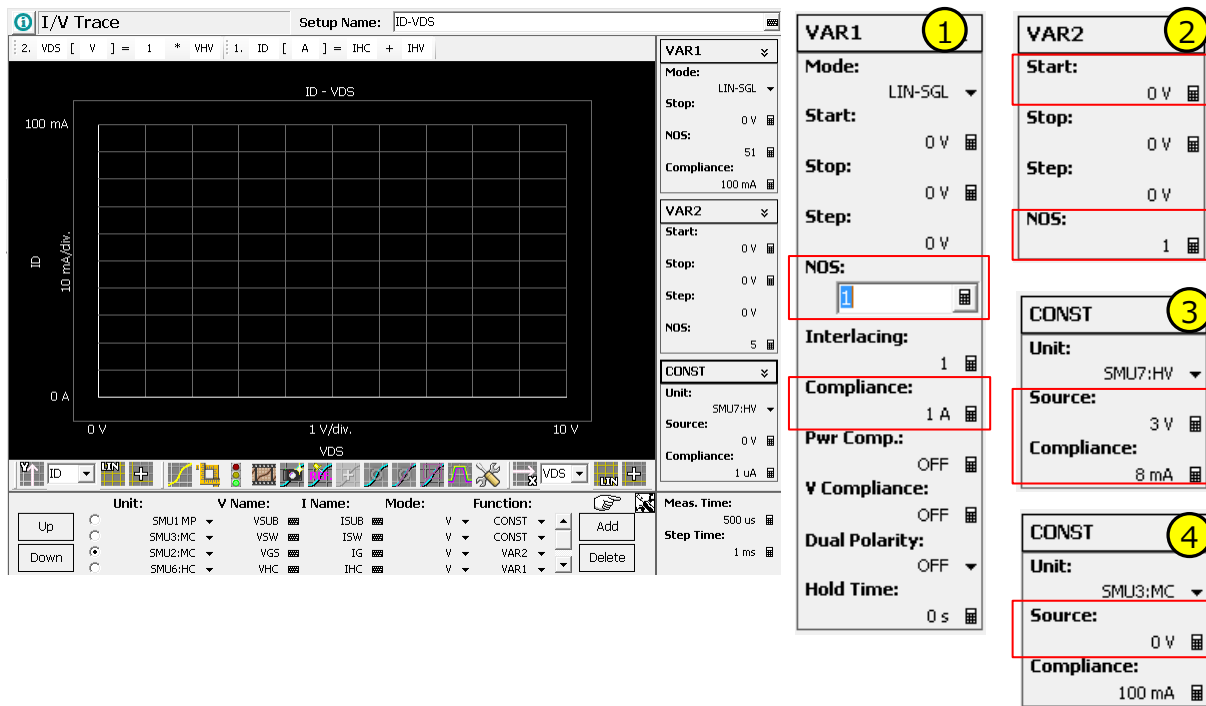 I/V Trace Setup Name: ID-VDS
2. VDS [ V ] = 1 * VHV 1. ID [ A ] = IHC + IHV
ID - VDS
100 mA
ID
10 mA/div.
0 A
0 V 1 V/div. 10 V
VDS
VAR1
Mode:
LIN-SGL
Stop:
0 V
NOS:
51
Compliance:
100 mA
VAR2
Start:
0 V
Stop:
0 V
Step:
0 V
NOS:
5
CONST
Unit:
SMU7:HV
Source:
0 V
Compliance:
1 uA
Y ID LIN X VDS LIN
Unit: V Name: I Name: Mode: Function:
Up SMU1:MP VSUB ISUB V CONST Add
SMU3:MC VSW ISW V CONST
Down SMU2:MC VGS IG V VAR2 Delete
SMU6:HC VHC IHC V VAR1
Meas. Time:
500 us
Step Time:
1 ms
VAR1 1
Mode:
LIN-SGL
Start:
0 V
Stop:
0 V
Step:
0 V
NOS:
1
Interlacing:
1
Compliance:
1 A
Pwr Comp.:
OFF
V Compliance:
OFF
Dual Polarity:
OFF
Hold Time:
0 s
VAR2 2
Start:
0 V
Stop:
0 V
Step:
0 V
NOS:
1
CONST 3
Unit:
SMU7:HV
Source:
3 V
Compliance:
8 mA
CONST 4
Unit:
SMU3:MC
Source:
0 V
Compliance:
100 mA